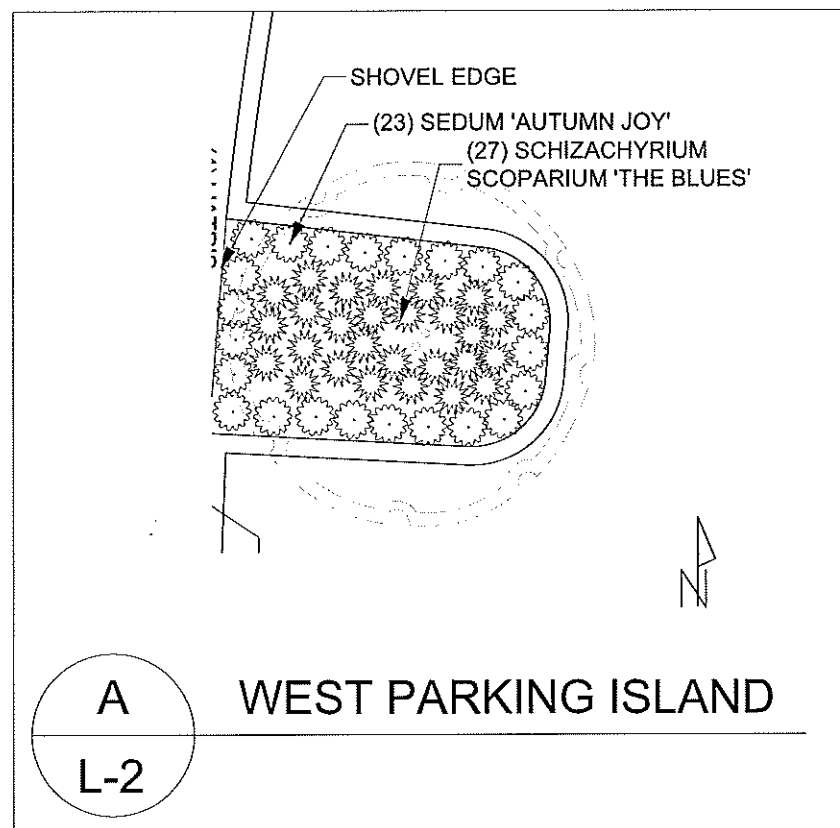 SHOVEL EDGE
(23) SEDUM 'AUTUMN JOY'
(27) SCHIZACHYRIUM
SCOPARIUM 'THE BLUES'
N
A
WEST PARKING ISLAND
L-2